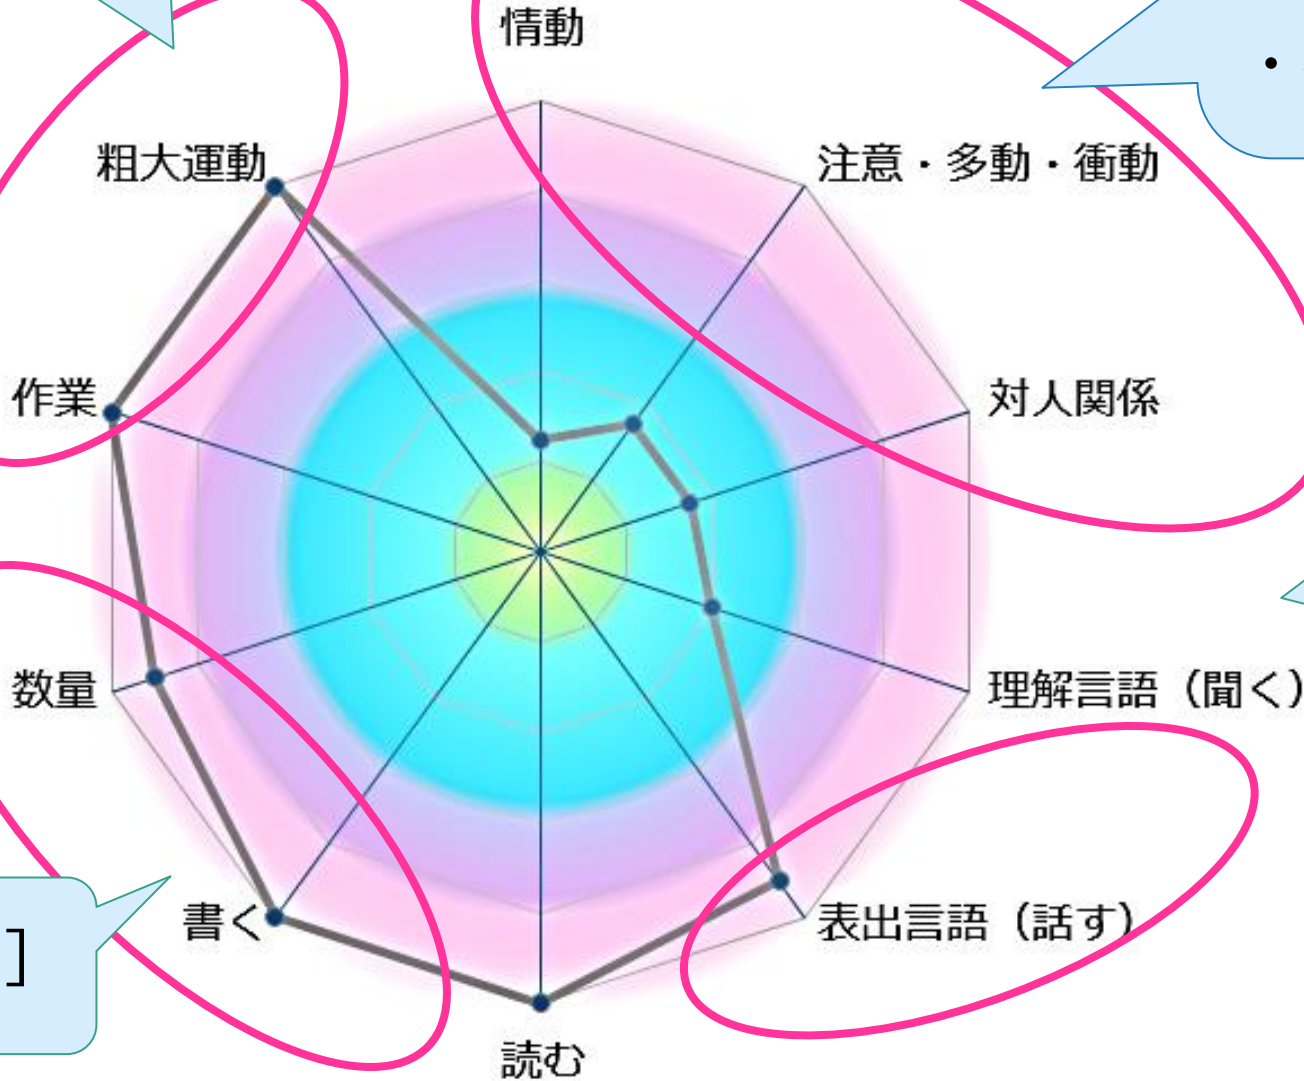 情動
・
粗大運動
注意・多動・衝動
作業
対人関係
数量
理解言語（聞く）
書く
表出言語（話す）
]
読む